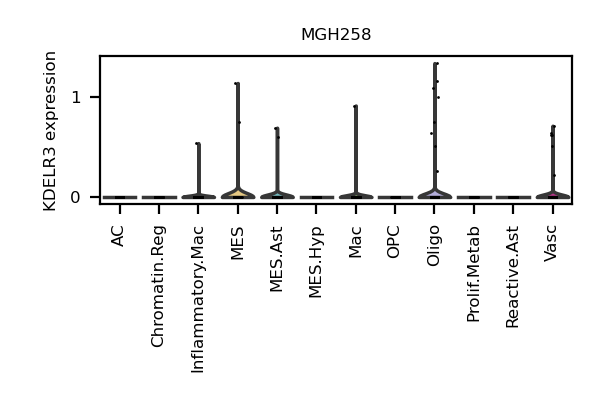 MGH258
KDELR3 expression
1
0
AC
Chromatin.Reg
Inflammatory.Mac
MES
MES.Ast
MES.Hyp
Mac
OPC
Oligo
Prolif.Metab
Reactive.Ast
Vasc